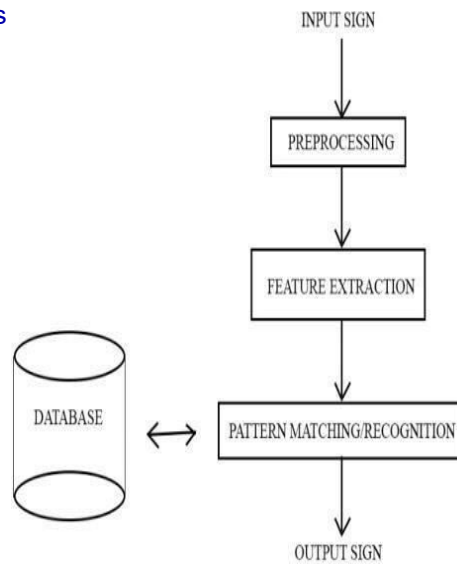 s
INPUT SIGN
PREPROCESSING
FEATURE EXTRACTION
DATABASE
PATTERN MATCHING/RECOGNITION
OUTPUT SIGN